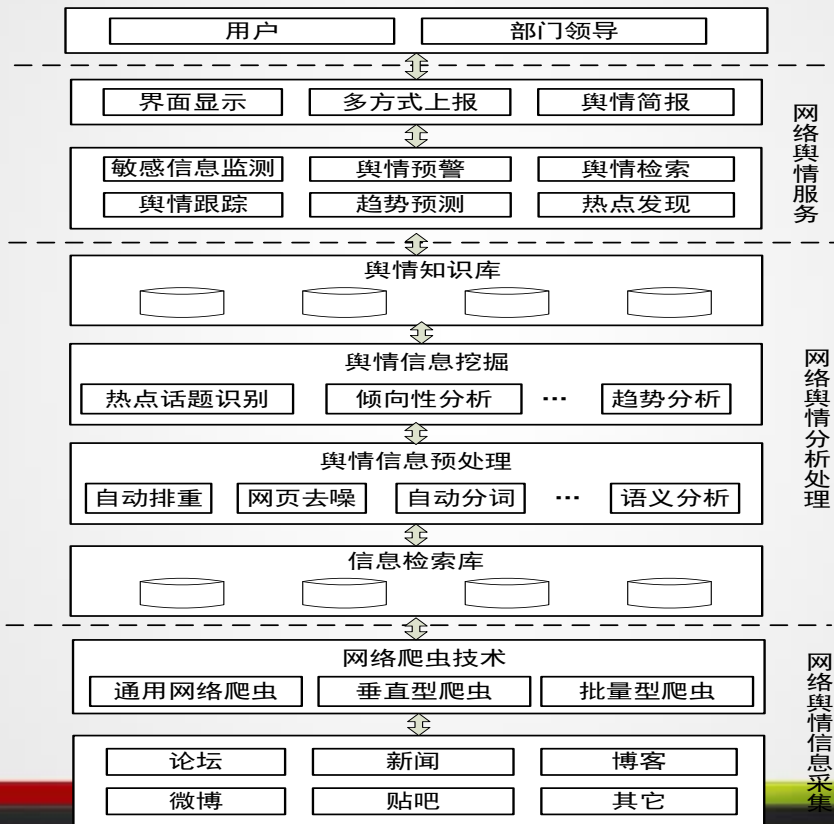 用户 部门领导
界面显示 多方式上报 舆情简报
敏感信息监测 舆情预警 舆情检索
舆情跟踪 趋势预测 热点发现
网络舆情服务
舆情知识库
舆情信息挖掘
热点话题识别 倾向性分析 … 趋势分析
舆情信息预处理
自动排重 网页去噪 自动分词 … 语义分析
信息检索库
网络舆情分析处理
网络爬虫技术
通用网络爬虫 垂直型爬虫 批量型爬虫
论坛 新闻 博客
微博 贴吧 其它
网络舆情信息采集